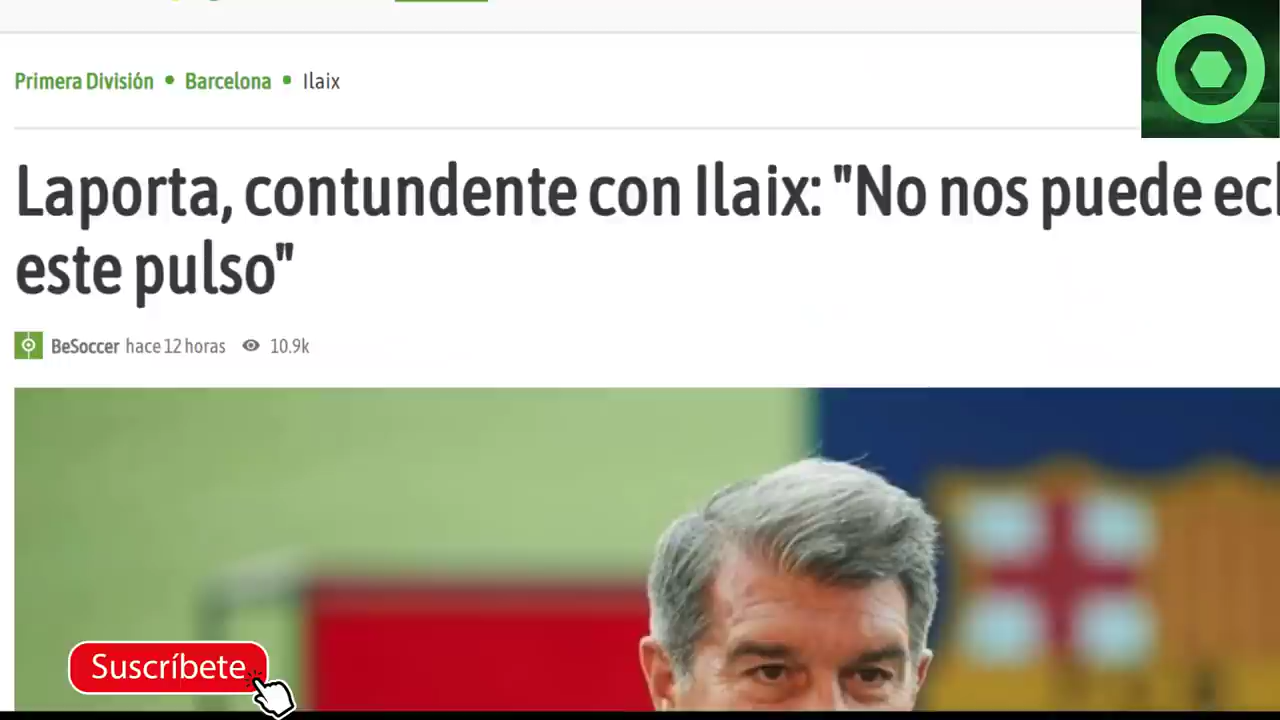 Primera División • Barcelona • Ilaix
Laporta, contundente con Ilaix: "No nos puede
este pulso"
BeSoccer hace 12 horas 10.9k
Suscríbete